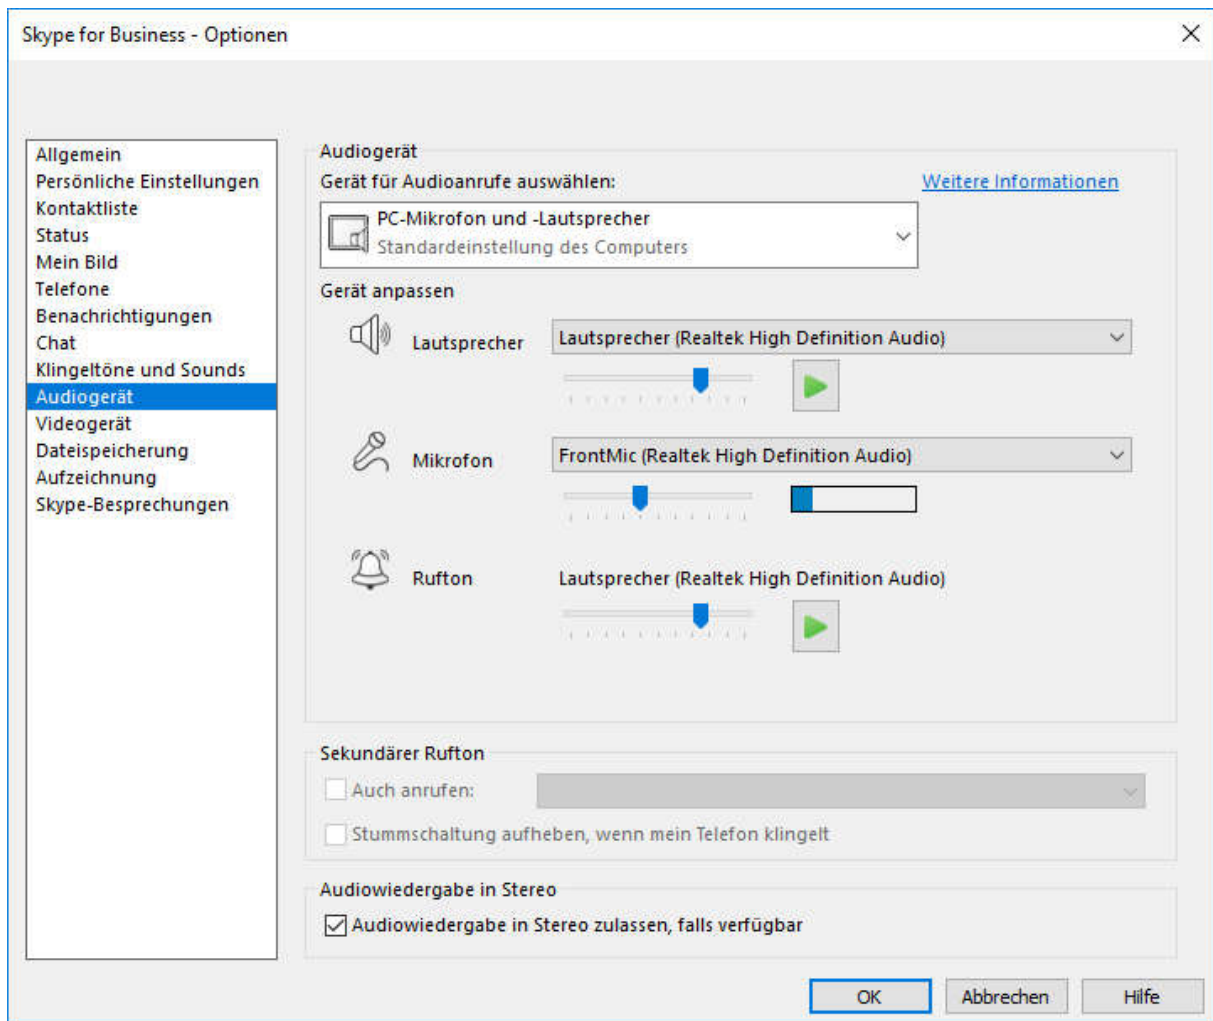 Skype for Business - Optionen
Allgemein
Persönliche Einstellungen
Kontaktliste
Status
Mein Bild
Telefone
Benachrichtigungen
Chat
Klingeltöne und Sounds
Audiogerät
Videogerät
Dateispeicherung
Aufzeichnung
Skype-Besprechungen
Audiogerät
Gerät für Audioanrufe auswählen: Weitere Informationen
PC-Mikrofon und -Lautsprecher
Standardeinstellung des Computers
Gerät anpassen
Lautsprecher Lautsprecher (Realtek High Definition Audio)
Mikrofon FrontMic (Realtek High Definition Audio)
Rufton Lautsprecher (Realtek High Definition Audio)
Sekundärer Rufton
Auch anrufen:
Stummschaltung aufheben, wenn mein Telefon klingelt
Audiowiedergabe in Stereo
Audiowiedergabe in Stereo zulassen, falls verfügbar
OK Abbrechen Hilfe